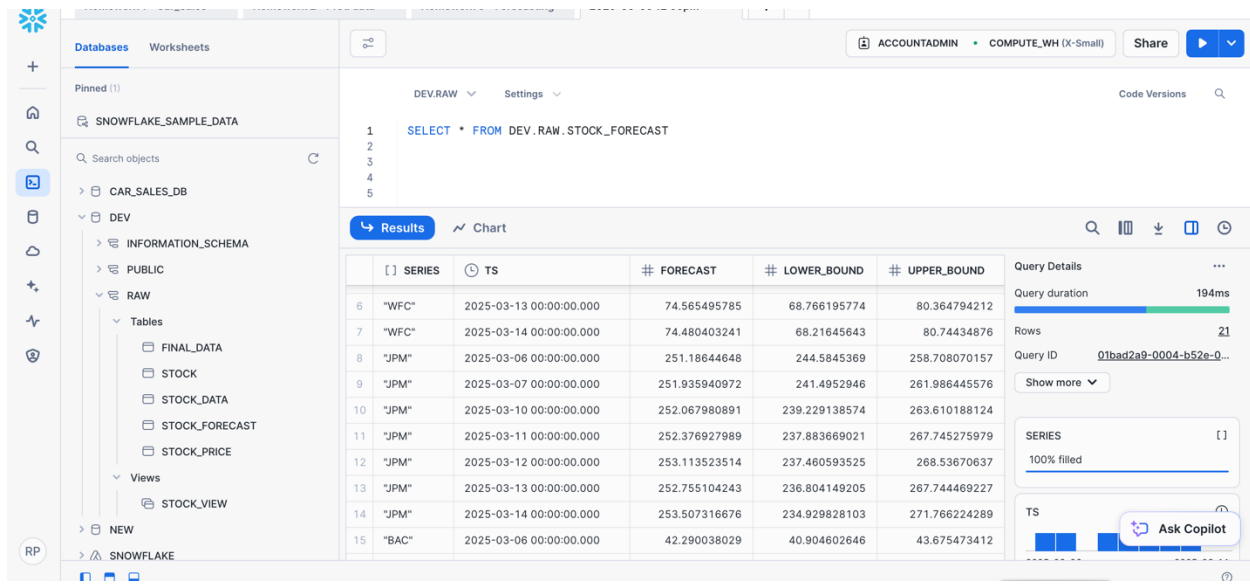 Databases
Worksheets
ACCOUNTADMIN • COMPUTE_WH (X-Small)
Share
Pinned (1)
SNOWFLAKE_SAMPLE_DATA
DEV.RAW
Settings
Code Versions
1 SELECT * FROM DEV.RAW.STOCK_FORECAST
2
3
4
5
Search objects
CAR_SALES_DB
DEV
INFORMATION_SCHEMA
PUBLIC
RAW
Tables
FINAL_DATA
STOCK
STOCK_DATA
STOCK_FORECAST
STOCK_PRICE
Views
STOCK_VIEW
NEW
SNOWFLAKE
RP
Results
Chart
[ ] SERIES TS # FORECAST # LOWER_BOUND # UPPER_BOUND
6 "WFC" 2025-03-13 00:00:00.000 74.565495785 68.766195774 80.364794212
7 "WFC" 2025-03-14 00:00:00.000 74.480403241 68.21645643 80.74434876
8 "JPM" 2025-03-06 00:00:00.000 251.18644648 244.5845369 258.708070157
9 "JPM" 2025-03-07 00:00:00.000 251.935940972 241.4952946 261.986445576
10 "JPM" 2025-03-10 00:00:00.000 252.067980891 239.229138574 263.610188124
11 "JPM" 2025-03-11 00:00:00.000 252.376927989 237.883669021 267.745275979
12 "JPM" 2025-03-12 00:00:00.000 253.113523514 237.460593525 268.53670637
13 "JPM" 2025-03-13 00:00:00.000 252.755104243 236.804149205 267.744469227
14 "JPM" 2025-03-14 00:00:00.000 253.507316676 234.929828103 271.766224289
15 "BAC" 2025-03-06 00:00:00.000 42.290038029 40.904602646 43.675473412
Query Details ...
Query duration 194ms
Rows 21
Query ID 01bad2a9-0004-b52e-0...
Show more
SERIES [ ]
100% filled
TS
Ask Copilot